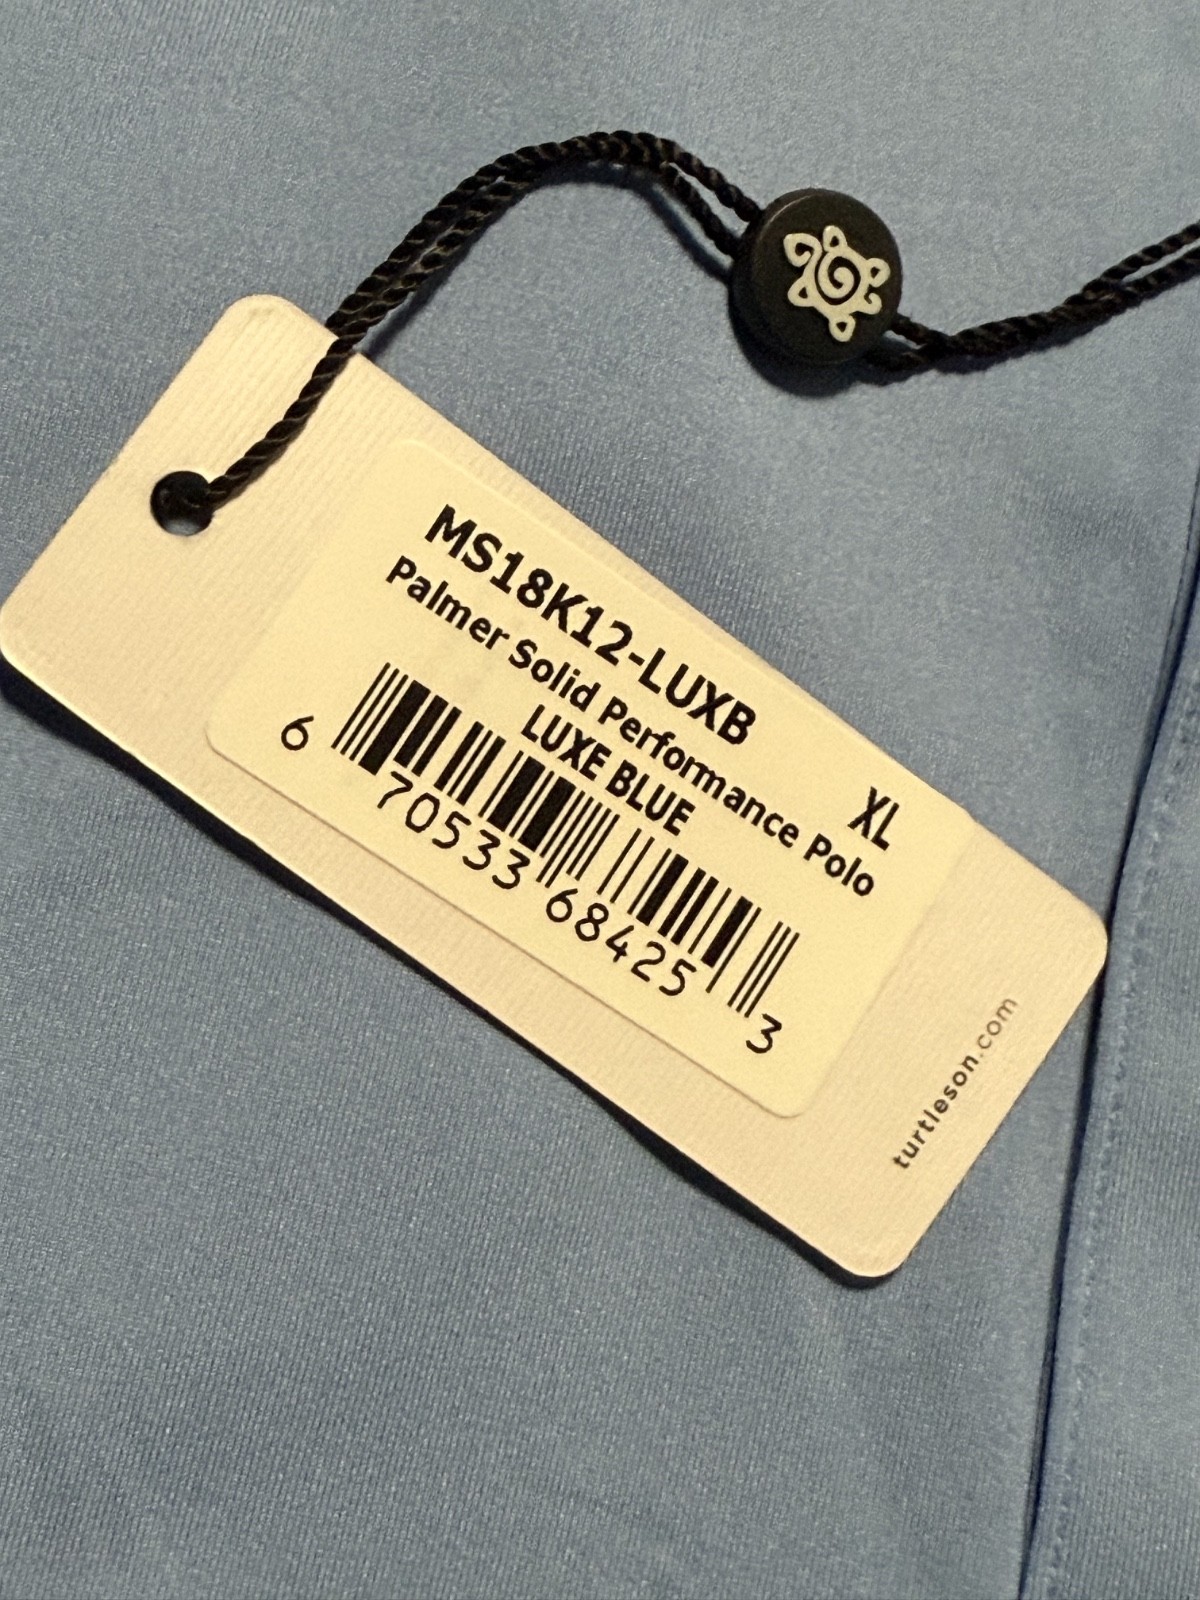 MS18K12-LUXB
Palmer Solid Performance Polo
LUXE BLUE
XL
6 70533 68425 3
turtleson.com